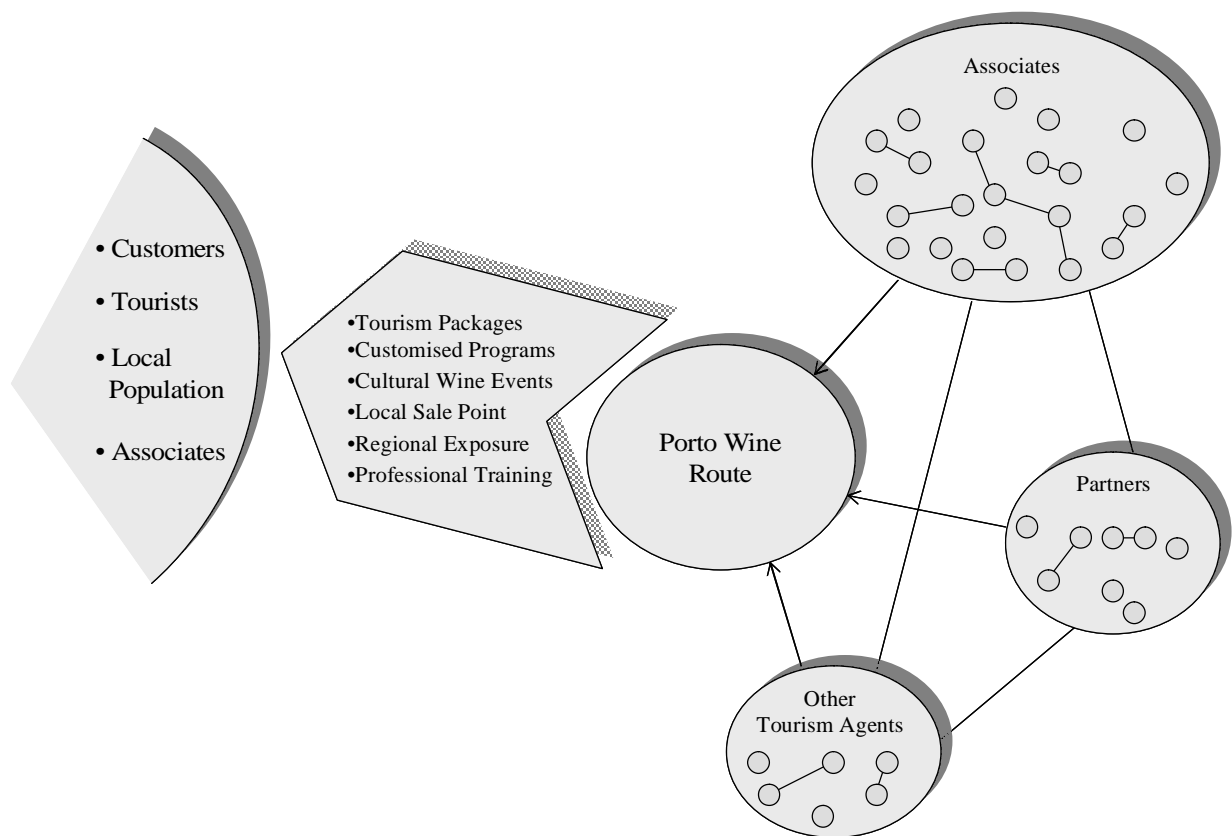 • Customers
• Tourists
• Local
Population
• Associates
•Tourism Packages
•Customised Programs
•Cultural Wine Events
•Local Sale Point
•Regional Exposure
•Professional Training
Porto Wine
Route
Associates
Partners
Other
Tourism Agents